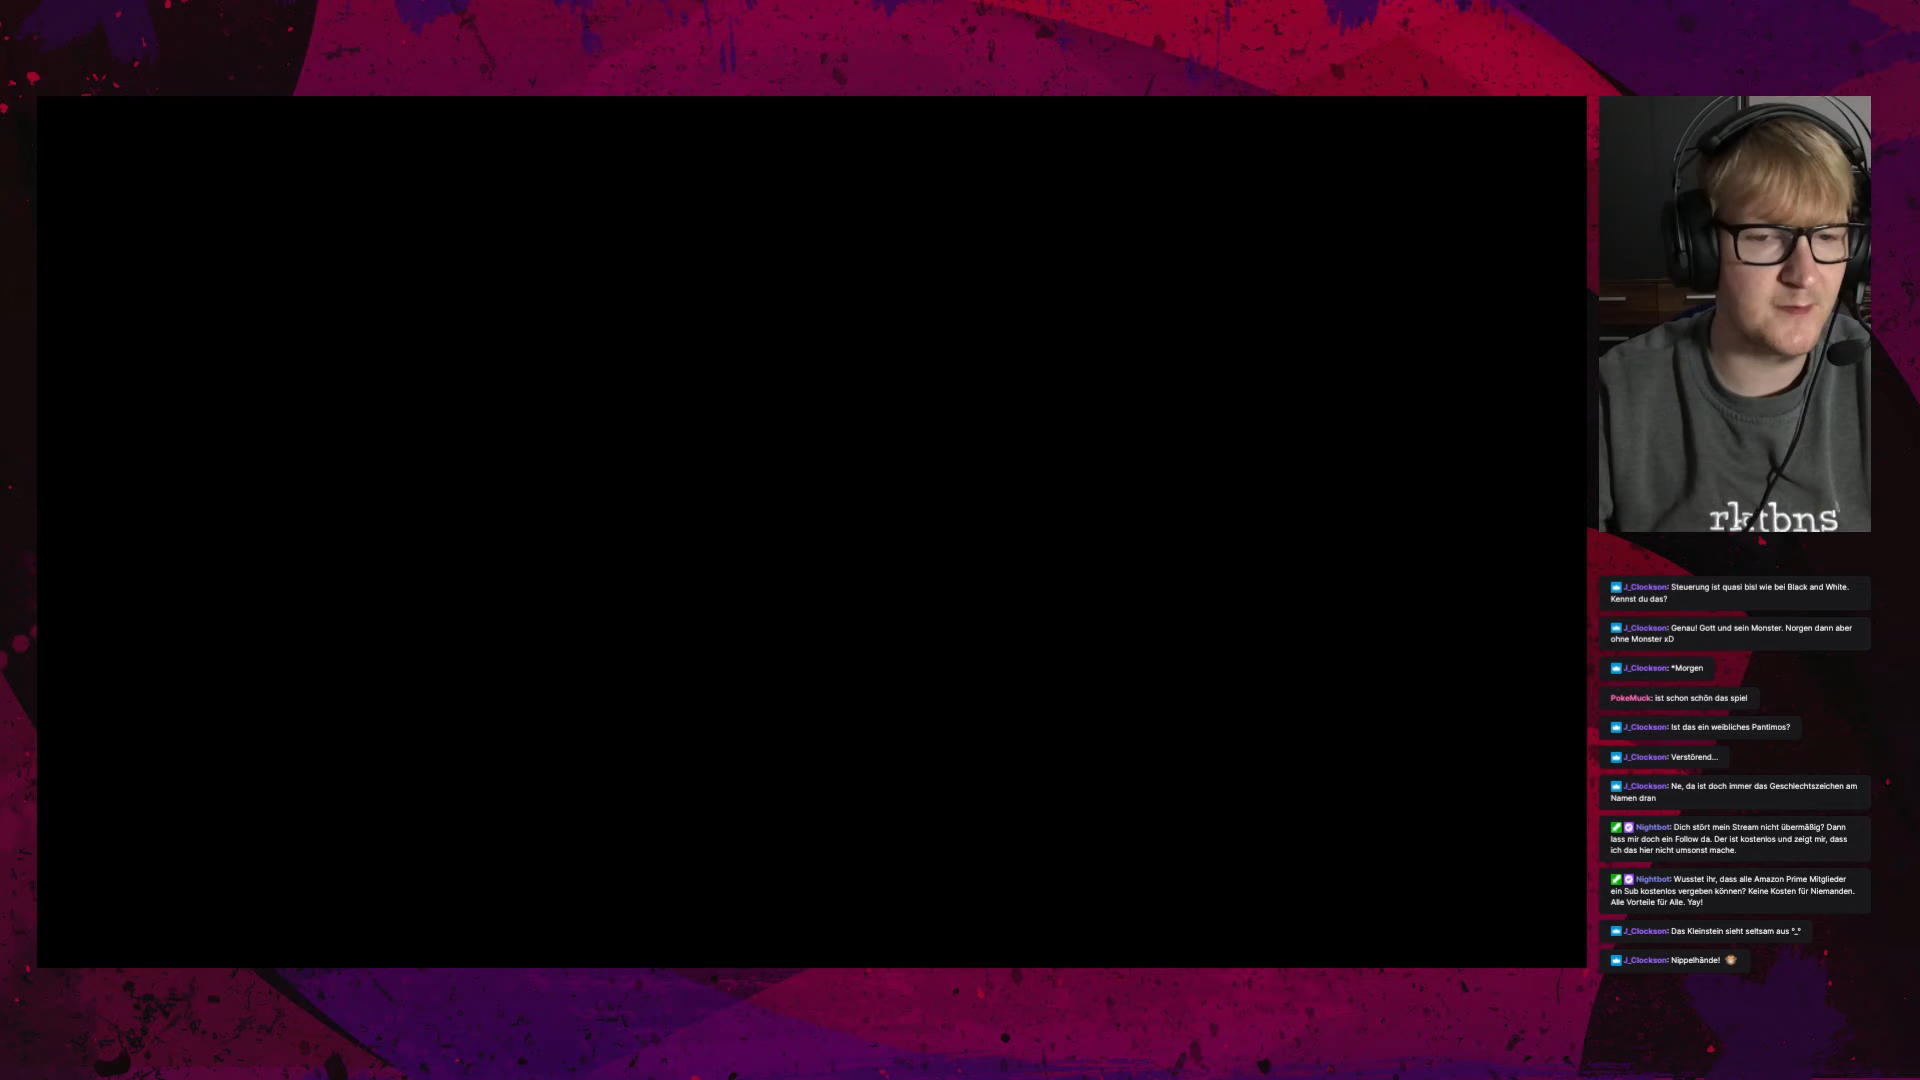 rktbns
J_Clockson: Steuerung ist quasi bisl wie bei Black and White.
Kennst du das?
J_Clockson: Genau! Gott und sein Monster. Norgen dann aber
ohne Monster xD
J_Clockson: *Morgen
PokeMuck: ist schon schön das spiel
J_Clockson: Ist das ein weibliches Pantimos?
J_Clockson: Verstörend...
J_Clockson: Ne, da ist doch immer das Geschlechtszeichen am
Namen dran
Nightbot: Dich stört mein Stream nicht übermäßig? Dann
lass mir doch ein Follow da. Der ist kostenlos und zeigt mir, dass
ich das hier nicht umsonst mache.
Nightbot: Wusstet ihr, dass alle Amazon Prime Mitglieder
ein Sub kostenlos vergeben können? Keine Kosten für Niemanden.
Alle Vorteile für Alle. Yay!
J_Clockson: Das Kleinstein sieht seltsam aus °_°
J_Clockson: Nippelhände!